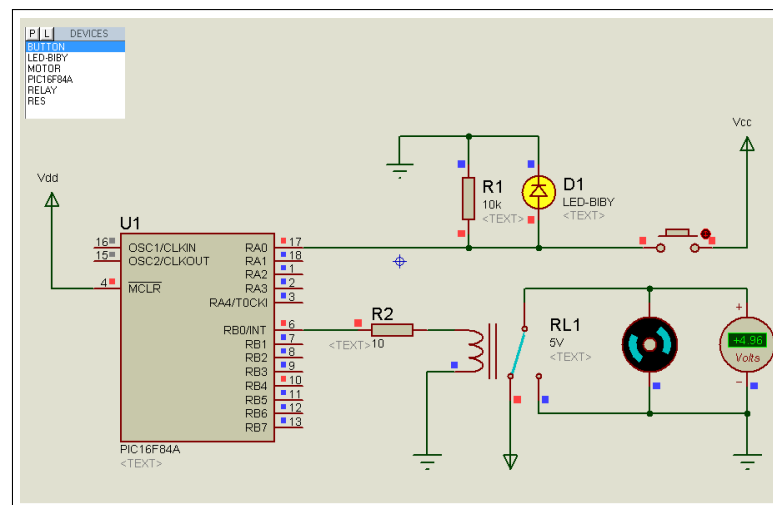 P L DEVICES
BUTTON
LED-BIBY
MOTOR
PIC16F84A
RELAY
RES
Vcc
Vdd
R1
10k
<TEXT>
D1
LED-BIBY
<TEXT>
U1
16 OSC1/CLKIN RA0 17
15 OSC2/CLKOUT RA1 18
RA2 1
4 MCLR RA3 2
RA4/T0CKI 3
RB0/INT 6
RB1 7
RB2 8
RB3 9
RB4 10
RB5 11
RB6 12
RB7 13
PIC16F84A
<TEXT>
R2
10
<TEXT>
RL1
5V
<TEXT>
+
+4.96
Volts
−